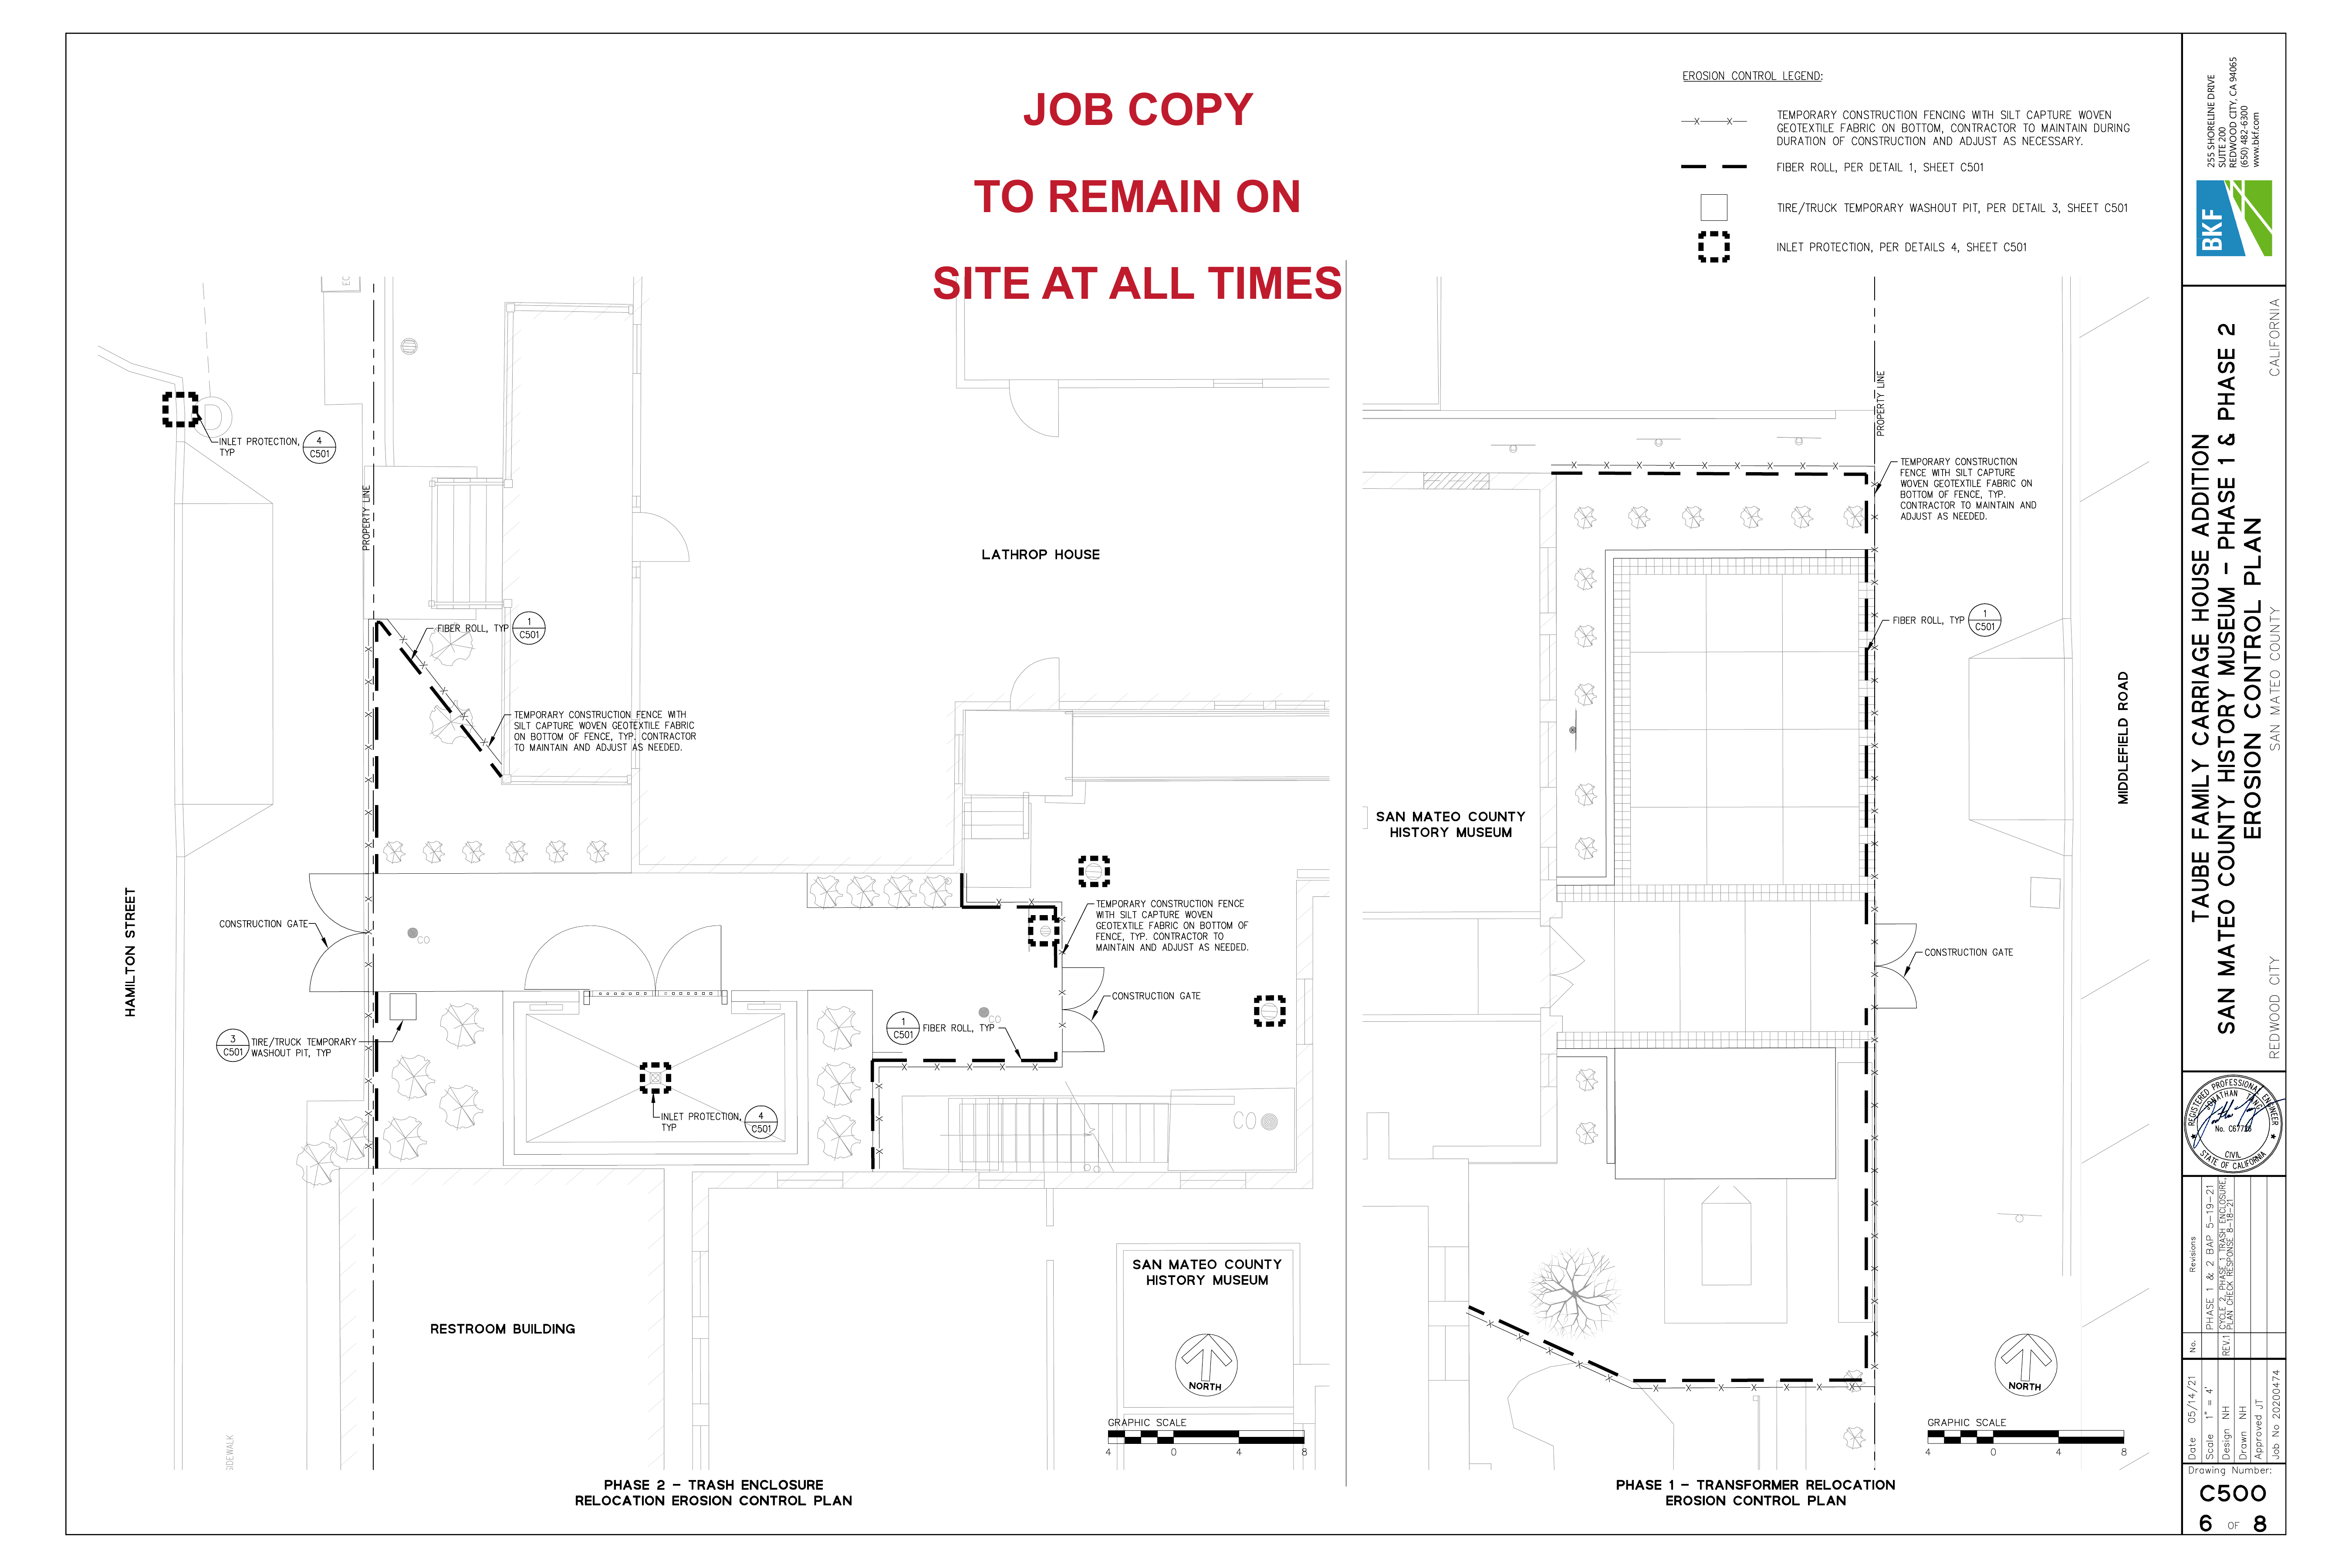 JOB COPY
TO REMAIN ON
SITE AT ALL TIMES
EROSION CONTROL LEGEND:
TEMPORARY CONSTRUCTION FENCING WITH SILT CAPTURE WOVEN
GEOTEXTILE FABRIC ON BOTTOM, CONTRACTOR TO MAINTAIN DURING
DURATION OF CONSTRUCTION AND ADJUST AS NECESSARY.
FIBER ROLL, PER DETAIL 1, SHEET C501
TIRE/TRUCK TEMPORARY WASHOUT PIT, PER DETAIL 3, SHEET C501
INLET PROTECTION, PER DETAILS 4, SHEET C501
D
INLET PROTECTION,
TYP
4
C501
PROPERTY LINE
LATHROP HOUSE
FIBER ROLL, TYP
1
C501
TEMPORARY CONSTRUCTION FENCE WITH
SILT CAPTURE WOVEN GEOTEXTILE FABRIC
ON BOTTOM OF FENCE, TYP. CONTRACTOR
TO MAINTAIN AND ADJUST AS NEEDED.
HAMILTON STREET
CONSTRUCTION GATE
CO
TEMPORARY CONSTRUCTION FENCE
WITH SILT CAPTURE WOVEN
GEOTEXTILE FABRIC ON BOTTOM OF
FENCE, TYP. CONTRACTOR TO
MAINTAIN AND ADJUST AS NEEDED.
CONSTRUCTION GATE
CO
1
C501
FIBER ROLL, TYP
3
C501
TIRE/TRUCK TEMPORARY
WASHOUT PIT, TYP
INLET PROTECTION,
TYP
4
C501
CO
SAN MATEO COUNTY
HISTORY MUSEUM
RESTROOM BUILDING
NORTH
GRAPHIC SCALE
4 0 4 8
PHASE 2 - TRASH ENCLOSURE
RELOCATION EROSION CONTROL PLAN
PROPERTY LINE
TEMPORARY CONSTRUCTION
FENCE WITH SILT CAPTURE
WOVEN GEOTEXTILE FABRIC ON
BOTTOM OF FENCE, TYP.
CONTRACTOR TO MAINTAIN AND
ADJUST AS NEEDED.
FIBER ROLL, TYP
1
C501
SAN MATEO COUNTY
HISTORY MUSEUM
MIDDLEFIELD ROAD
CONSTRUCTION GATE
NORTH
GRAPHIC SCALE
4 0 4 8
PHASE 1 - TRANSFORMER RELOCATION
EROSION CONTROL PLAN
255 SHORELINE DRIVE
SUITE 200
REDWOOD CITY, CA 94065
(650) 482-6300
www.bkf.com
BKF
TAUBE FAMILY CARRIAGE HOUSE ADDITION
SAN MATEO COUNTY HISTORY MUSEUM - PHASE 1 & PHASE 2
EROSION CONTROL PLAN
REDWOOD CITY SAN MATEO COUNTY CALIFORNIA
REGISTERED PROFESSIONAL ENGINEER
JONATHAN TANG
CIVIL
STATE OF CALIFORNIA
No. Revisions
PHASE 1 & 2 BAP 5-19-21
REV.1 CYCLE 2, PHASE 1 TRASH ENCLOSURE,
PLAN CHECK RESPONSE 8-18-21
Date 05/14/21
Scale 1" = 4'
Design NH
Drawn NH
Approved JT
Job No 20200474
Drawing Number:
C500
6 OF 8